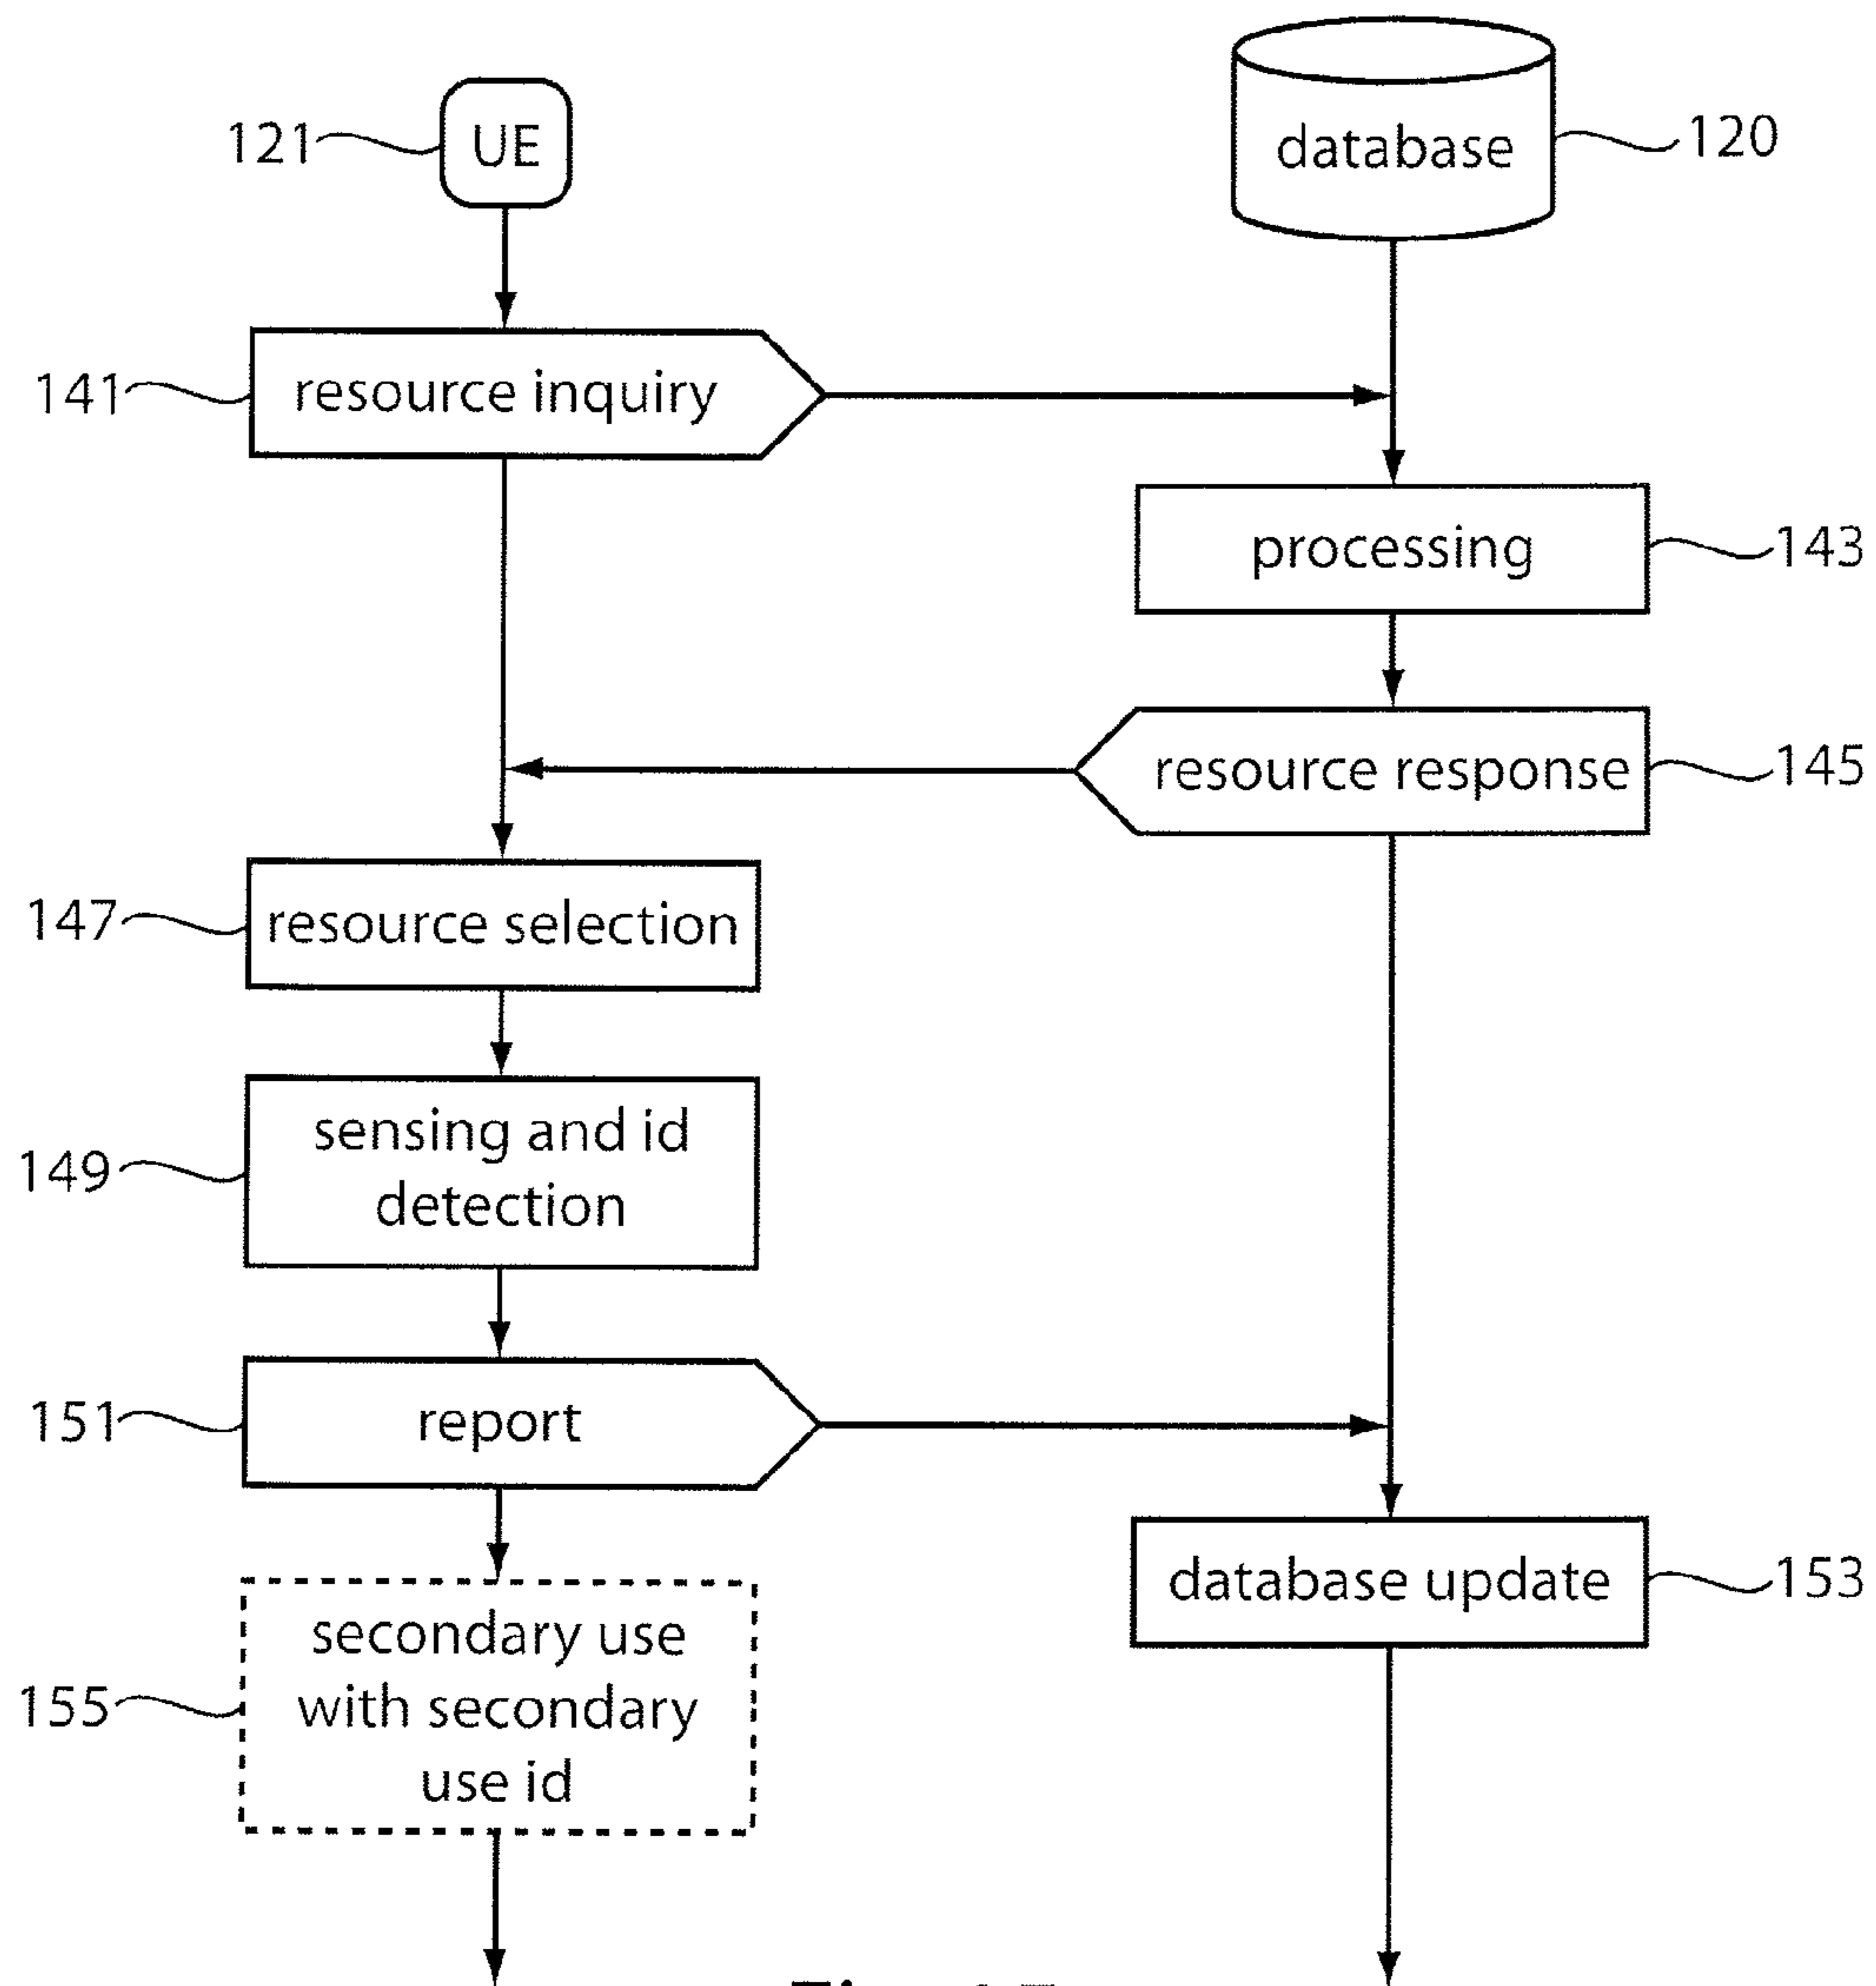 121
UE
database
120
141
resource inquiry
processing
143
resource response
145
147
resource selection
149
sensing and id
detection
151
report
database update
153
155
secondary use
with secondary
use id